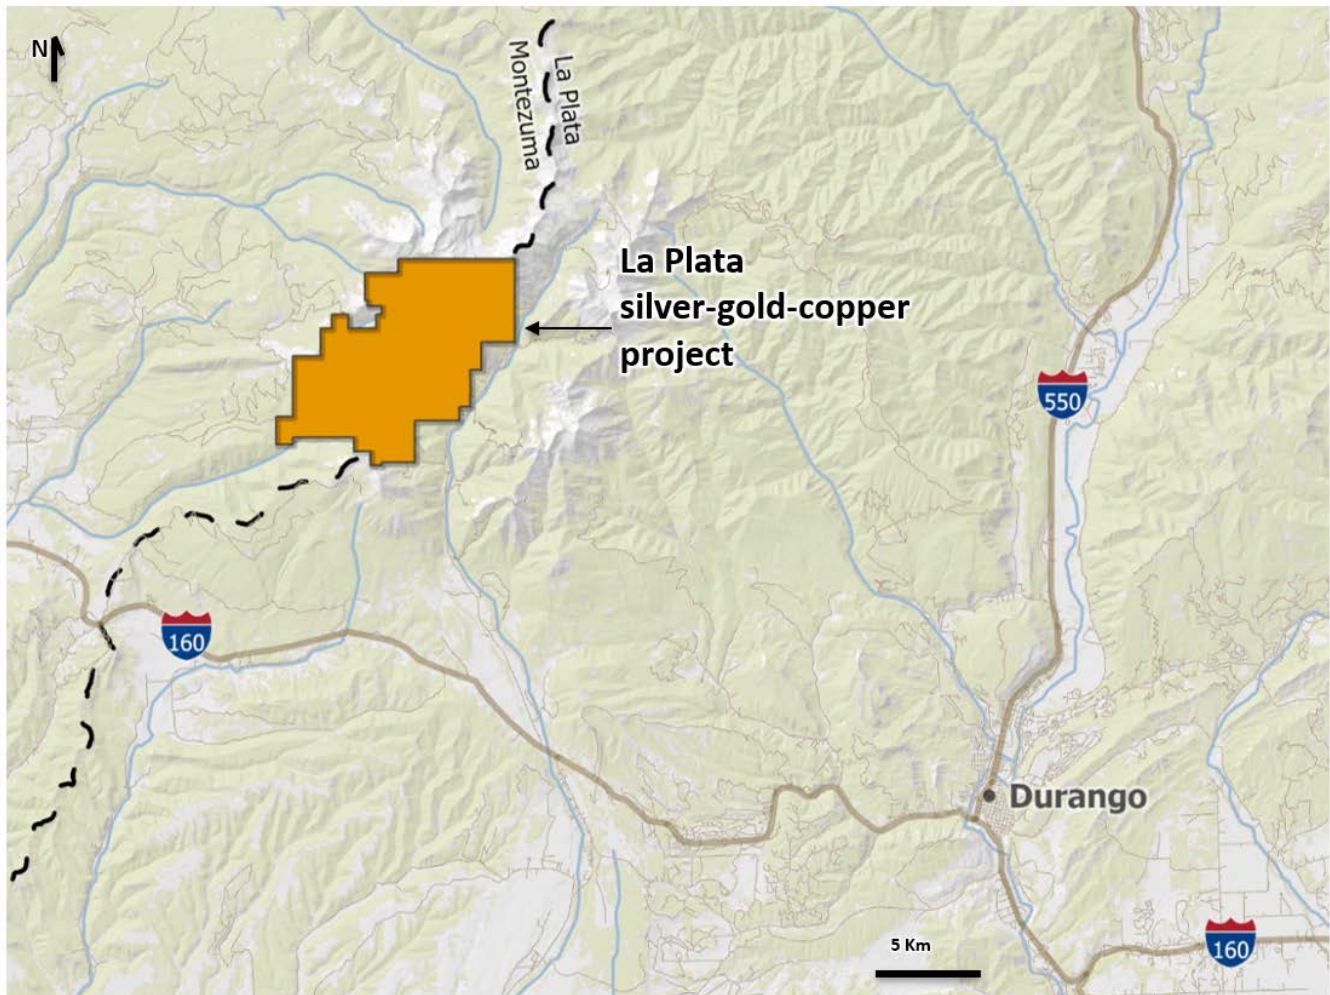 N
La Plata
Montezuma
La Plata
silver-gold-copper
project
550
160
Durango
5 Km
160